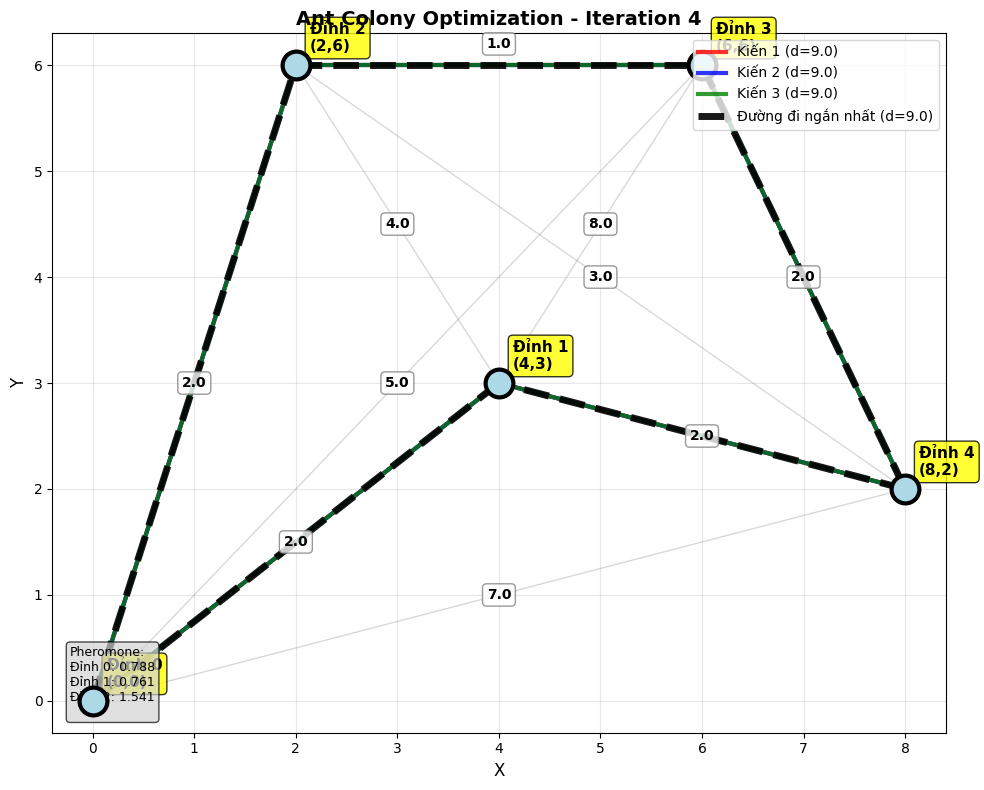 Ant Colony Optimization - Iteration 4
Đỉnh 2
(2,6)
Đỉnh 3
1.0
Kiến 1 (d=9.0)
Kiến 2 (d=9.0)
Kiến 3 (d=9.0)
Đường đi ngắn nhất (d=9.0)
4.0
8.0
3.0
2.0
Đỉnh 1
(4,3)
2.0
5.0
2.0
Đỉnh 4
(8,2)
2.0
7.0
Pheromone:
Đỉnh 0: 0.788
Đỉnh 1: 0.761
: 1.541
0
1
2
3
4
5
6
Y
0
1
2
3
4
5
6
7
8
X